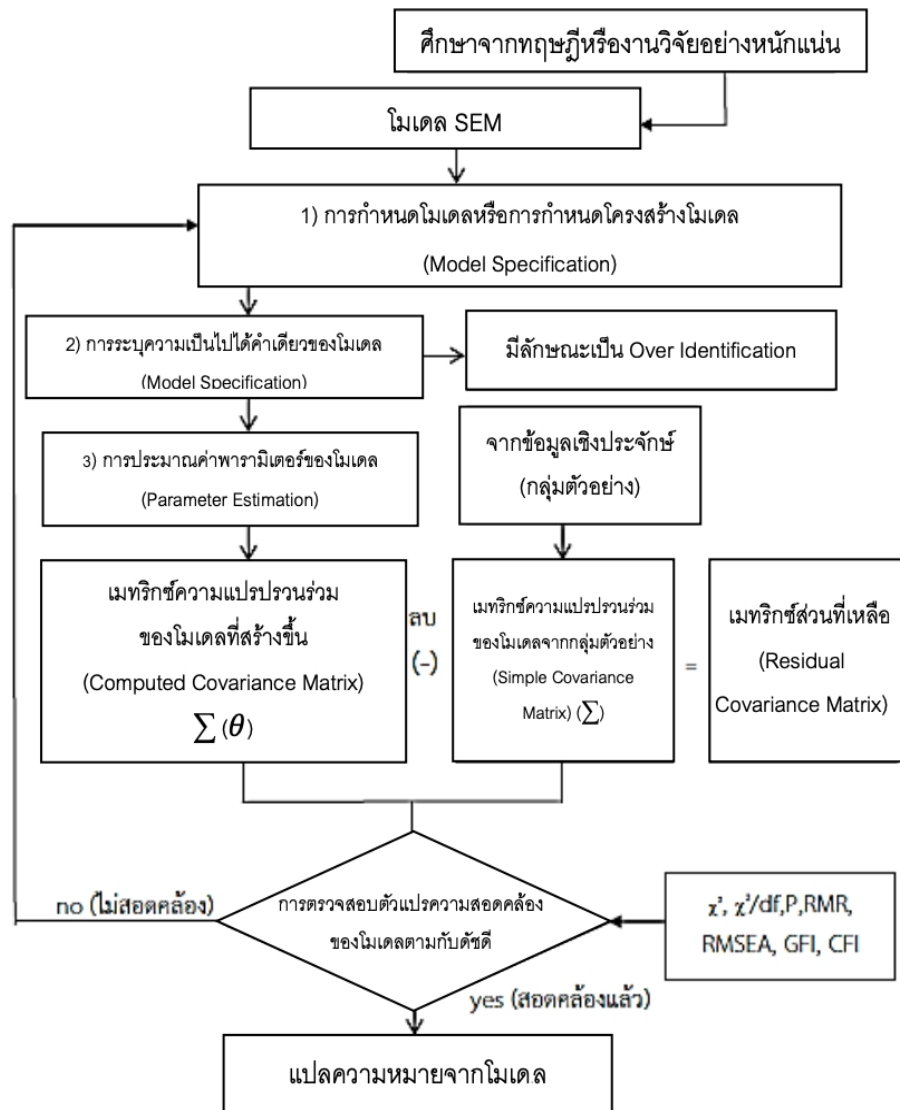 ศึกษาจากทฤษฎีหรืองานวิจัยอย่างหนักแน่น
โมเดล SEM
1) การกำหนดโมเดลหรือการกำหนดโครงสร้างโมเดล
(Model Specification)
2) การระบุความเป็นไปได้คำเดียวของโมเดล
(Model Specification)
มีลักษณะเป็น Over Identification
3) การประมาณค่าพารามิเตอร์ของโมเดล
(Parameter Estimation)
จากข้อมูลเชิงประจักษ์
(กลุ่มตัวอย่าง)
เมทริกซ์ความแปรปรวนร่วม
ของโมเดลที่สร้างขึ้น
(Computed Covariance Matrix)
∑ (θ)
ลบ
(-)
เมทริกซ์ความแปรปรวนร่วม
ของโมเดลจากกลุ่มตัวอย่าง
(Simple Covariance
Matrix) (∑)
=
เมทริกซ์ส่วนที่เหลือ
(Residual
Covariance Matrix)
no (ไม่สอดคล้อง)
การตรวจสอบตัวแปรความสอดคล้อง
ของโมเดลตามกับดัชดี
χ², χ²/df,P,RMR,
RMSEA, GFI, CFI
yes (สอดคล้องแล้ว)
แปลความหมายจากโมเดล